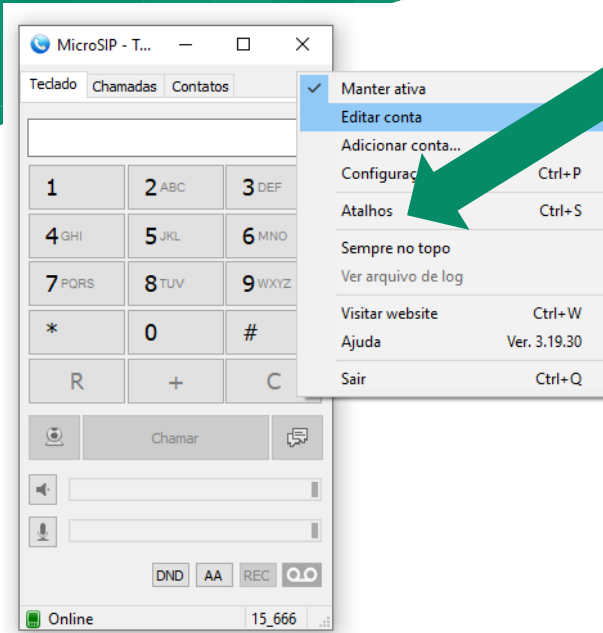 MicroSIP - T...
Teclado Chamadas Contatos
Manter ativa
Editar conta
Adicionar conta...
Ctrl+P
Atalhos Ctrl+S
Sempre no topo
Ver arquivo de log
Visitar website Ctrl+W
Ajuda Ver. 3.19.30
Sair Ctrl+Q
1 2 ABC 3 DEF
4 GHI 5 JKL 6 MNO
7 PQRS 8 TUV 9 WXYZ
* 0 #
R + C
Chamar
DND AA REC
Online 15_666